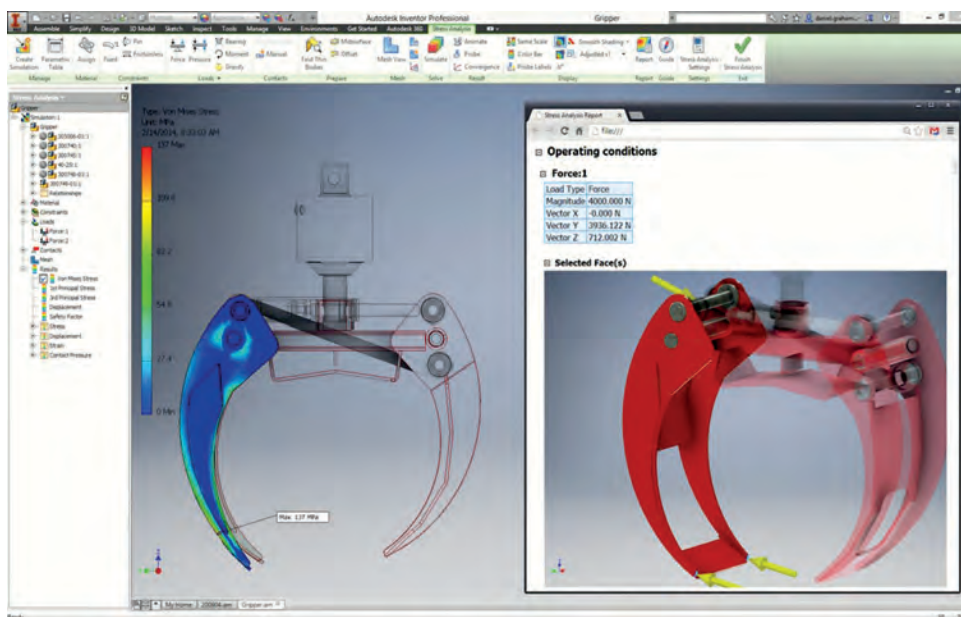 Autodesk Inventor Professional
Gripper
Assemble Simplify Design 3D Model Sketch Inspect Tools Manage View Environments Get Started Autodesk 360 Stress Analysis
Create Simulation
Parametric Table
Assign
Fixed
Pin
Frictionless
Force
Pressure
Bearing
Moment
Gravity
Manual
Find Thin Bodies
Midsurface
Offset
Mesh View
Simulate
Animate
Probe
Convergence
Same Scale
Color Bar
Probe Labels
Smooth Shading
Adjusted x1
Report
Guide
Stress Analysis Settings
Finish Stress Analysis
Manage
Material
Constraints
Loads
Contacts
Prepare
Mesh
Solve
Result
Display
Report
Guide
Settings
Exit
Stress Analysis
Gripper
Simulation:1
Gripper
Relationships
Material
Constraints
Loads
Force:1
Force:2
Contacts
Mesh
Results
Von Mises Stress
1st Principal Stress
3rd Principal Stress
Displacement
Safety Factor
Stress
Displacement
Strain
Contact Pressure
Type: Von Mises Stress
Unit: MPa
137 Max
54.8
27.4
0 Min
Max: 137 MPa
My Home
Gripper.iam
Stress Analysis Report
file:///
Operating conditions
Force:1
Load Type Force
Magnitude 4000.000 N
Vector X -0.000 N
Vector Y 3936.122 N
Vector Z 712.002 N
Selected Face(s)